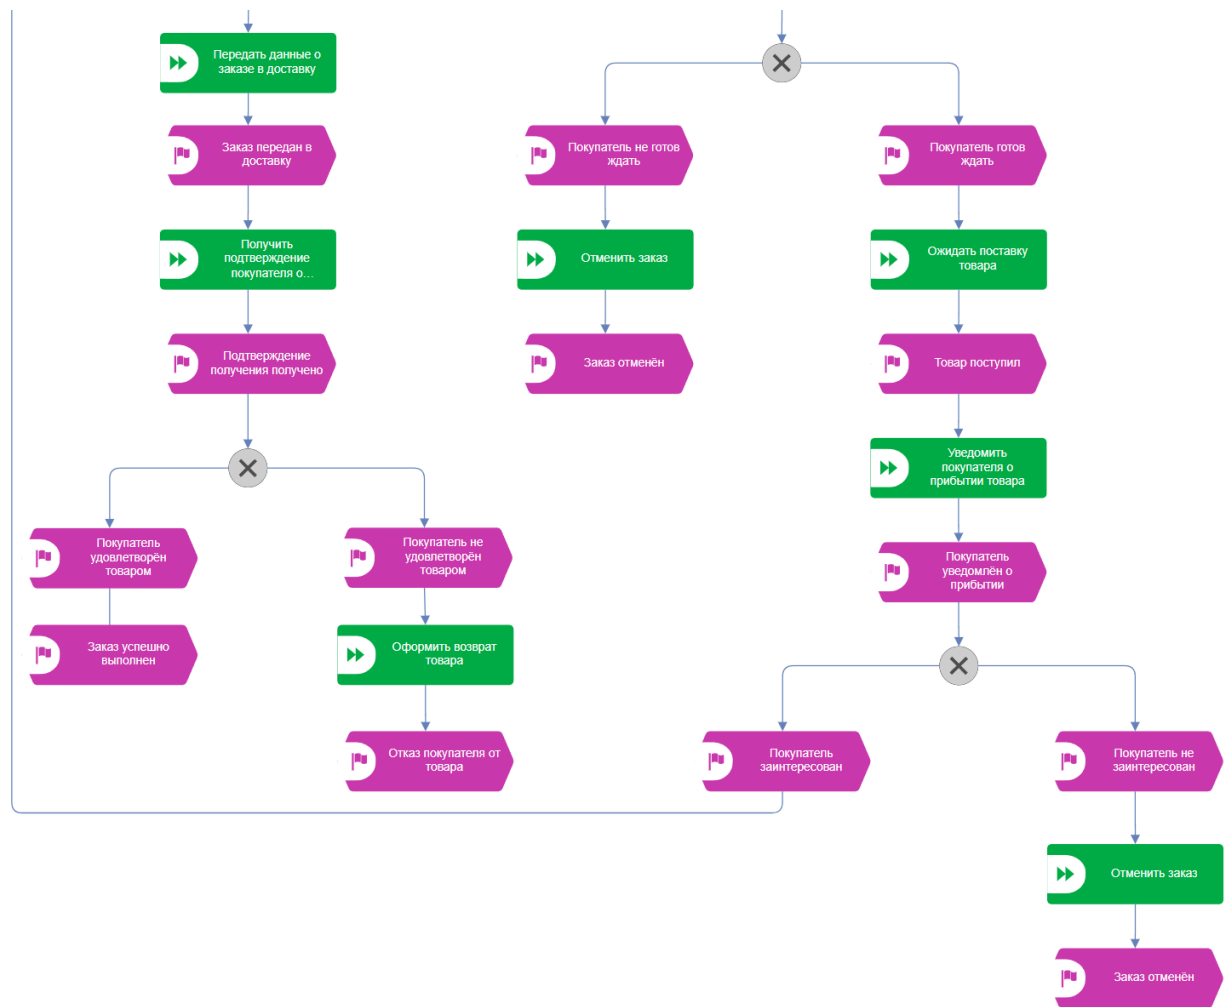 Передать данные о
заказе в доставку
Заказ передан в
доставку
Покупатель не готов
ждать
Покупатель готов
ждать
Получить
подтверждение
покупателя о…
Отменить заказ
Ожидать поставку
товара
Подтверждение
получения получено
Заказ отменён
Товар поступил
Уведомить
покупателя о
прибытии товара
Покупатель
удовлетворён
товаром
Покупатель не
удовлетворён
товаром
Покупатель
уведомлён о
прибытии
Заказ успешно
выполнен
Оформить возврат
товара
Отказ покупателя от
товара
Покупатель
заинтересован
Покупатель не
заинтересован
Отменить заказ
Заказ отменён